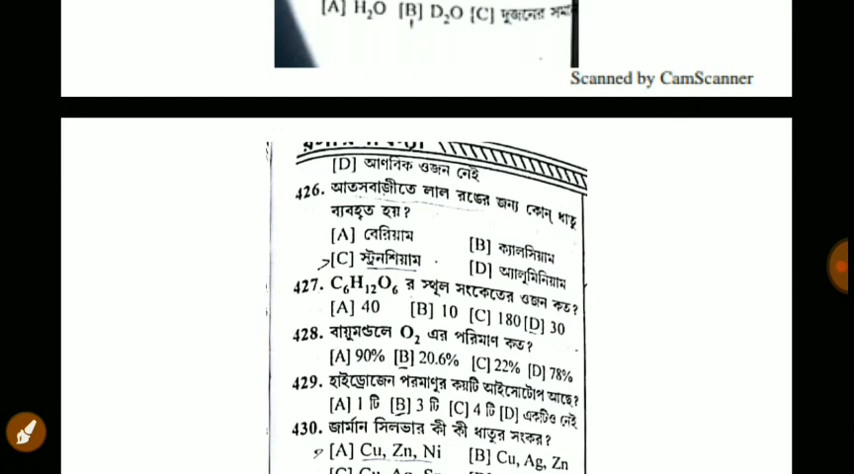 [A] H₂O [B] D₂O [C] দুজনের
Scanned by CamScanner
[D] আণবিক ওজন নেই
426. আতসবাজীতে লাল রঙের জন্য কোন্ ধাতু
ব্যবহৃত হয়?
[A] বেরিয়াম [B] ক্যালসিয়াম
[C] স্ট্রনশিয়াম [D] অ্যালুমিনিয়াম
427. C₆H₁₂O₆ র স্থূল সংকেতের ওজন কত?
[A] 40 [B] 10 [C] 180 [D] 30
428. বায়ুমণ্ডলে O₂ এর পরিমাণ কত?
[A] 90% [B] 20.6% [C] 22% [D] 78%
429. হাইড্রোজেন পরমাণুর কয়টি আইসোটোপ আছে?
[A] 1 টি [B] 3 টি [C] 4 টি [D] একটিও নেই
430. জার্মান সিলভার কী কী ধাতুর সংকর?
[A] Cu, Zn, Ni [B] Cu, Ag, Zn